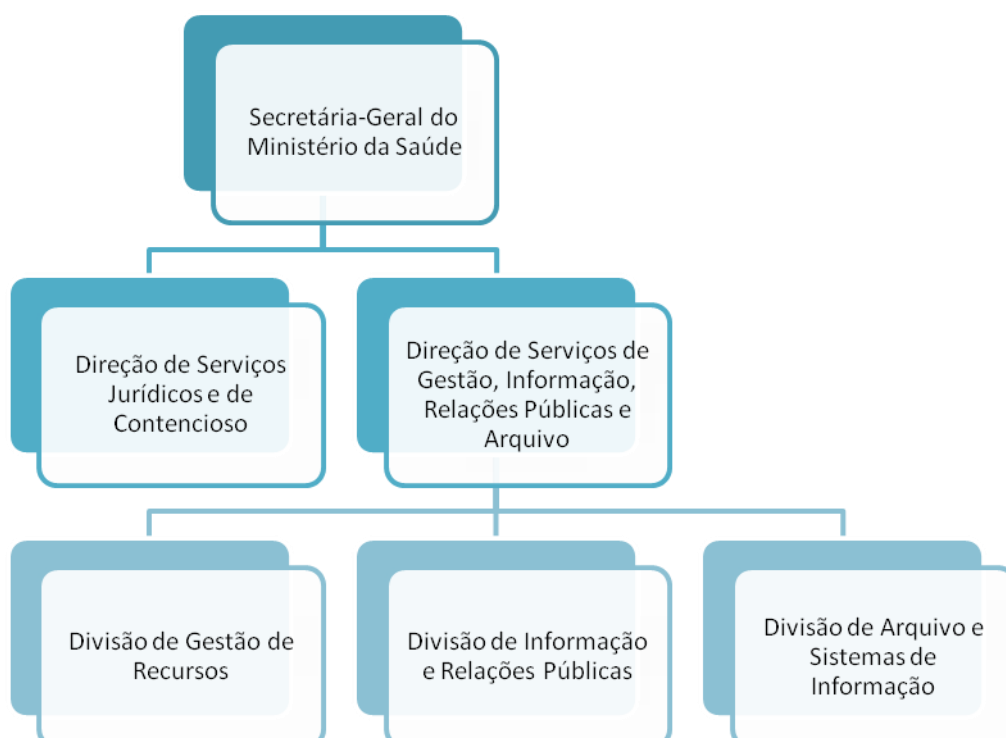 Secretária-Geral do
Ministério da Saúde
Direção de Serviços
Jurídicos e de
Contencioso
Direção de Serviços de
Gestão, Informação,
Relações Públicas e
Arquivo
Divisão de Gestão de
Recursos
Divisão de Informação
e Relações Públicas
Divisão de Arquivo e
Sistemas de
Informação